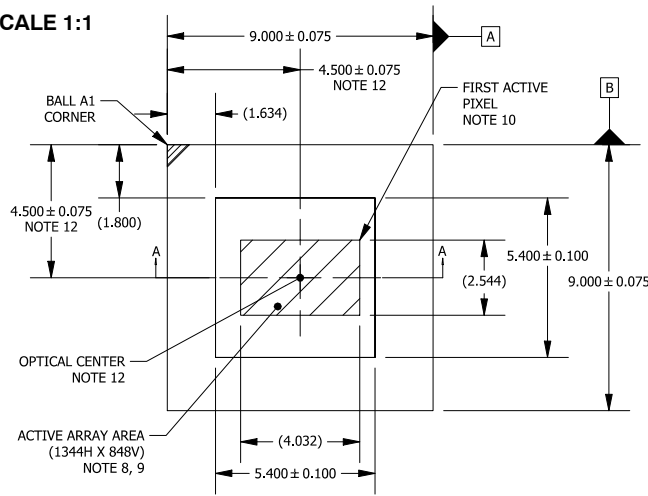 CALE 1:1
9.000 ± 0.075
A
4.500 ± 0.075
NOTE 12
BALL A1
CORNER
(1.634)
FIRST ACTIVE
PIXEL
NOTE 10
B
4.500 ± 0.075
NOTE 12
(1.800)
A
A
5.400 ± 0.100
(2.544)
9.000 ± 0.075
OPTICAL CENTER
NOTE 12
ACTIVE ARRAY AREA
(1344H X 848V)
NOTE 8, 9
(4.032)
5.400 ± 0.100